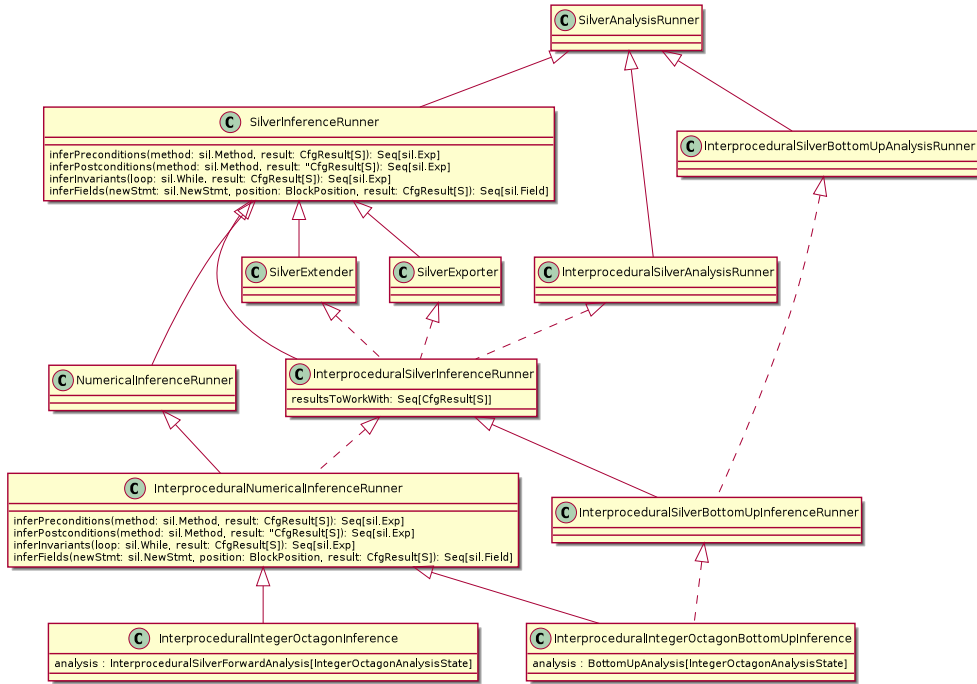 C SilverAnalysisRunner
C SilverInferenceRunner
inferPreconditions(method: sil.Method, result: CfgResult[S]): Seq[sil.Exp]
inferPostconditions(method: sil.Method, result: "CfgResult[S]): Seq[sil.Exp]
inferInvariants(loop: sil.While, result: CfgResult[S]): Seq[sil.Exp]
inferFields(newStmt: sil.NewStmt, position: BlockPosition, result: CfgResult[S]): Seq[sil.Field]
C InterproceduralSilverBottomUpAnalysisRunner
C SilverExtender
C SilverExporter
C InterproceduralSilverAnalysisRunner
C NumericalInferenceRunner
C InterproceduralSilverInferenceRunner
resultsToWorkWith: Seq[CfgResult[S]]
C InterproceduralNumericalInferenceRunner
inferPreconditions(method: sil.Method, result: CfgResult[S]): Seq[sil.Exp]
inferPostconditions(method: sil.Method, result: "CfgResult[S]): Seq[sil.Exp]
inferInvariants(loop: sil.While, result: CfgResult[S]): Seq[sil.Exp]
inferFields(newStmt: sil.NewStmt, position: BlockPosition, result: CfgResult[S]): Seq[sil.Field]
C InterproceduralSilverBottomUpInferenceRunner
C InterproceduralIntegerOctagonInference
analysis : InterproceduralSilverForwardAnalysis[IntegerOctagonAnalysisState]
C InterproceduralIntegerOctagonBottomUpInference
analysis : BottomUpAnalysis[IntegerOctagonAnalysisState]